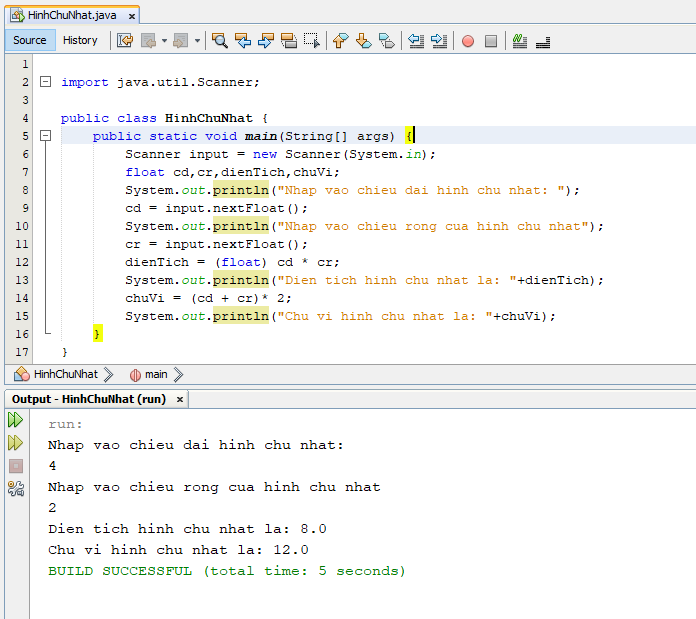 HinhChuNhat.java x
Source History
1
2 import java.util.Scanner;
3
4 public class HinhChuNhat {
5 public static void main(String[] args) {
6 Scanner input = new Scanner(System.in);
7 float cd,cr,dienTich,chuVi;
8 System.out.println("Nhap vao chieu dai hinh chu nhat: ");
9 cd = input.nextFloat();
10 System.out.println("Nhap vao chieu rong cua hinh chu nhat");
11 cr = input.nextFloat();
12 dienTich = (float) cd * cr;
13 System.out.println("Dien tich hinh chu nhat la: "+dienTich);
14 chuVi = (cd + cr)* 2;
15 System.out.println("Chu vi hinh chu nhat la: "+chuVi);
16 }
17 }
HinhChuNhat main
Output - HinhChuNhat (run) x
run:
Nhap vao chieu dai hinh chu nhat:
4
Nhap vao chieu rong cua hinh chu nhat
2
Dien tich hinh chu nhat la: 8.0
Chu vi hinh chu nhat la: 12.0
BUILD SUCCESSFUL (total time: 5 seconds)